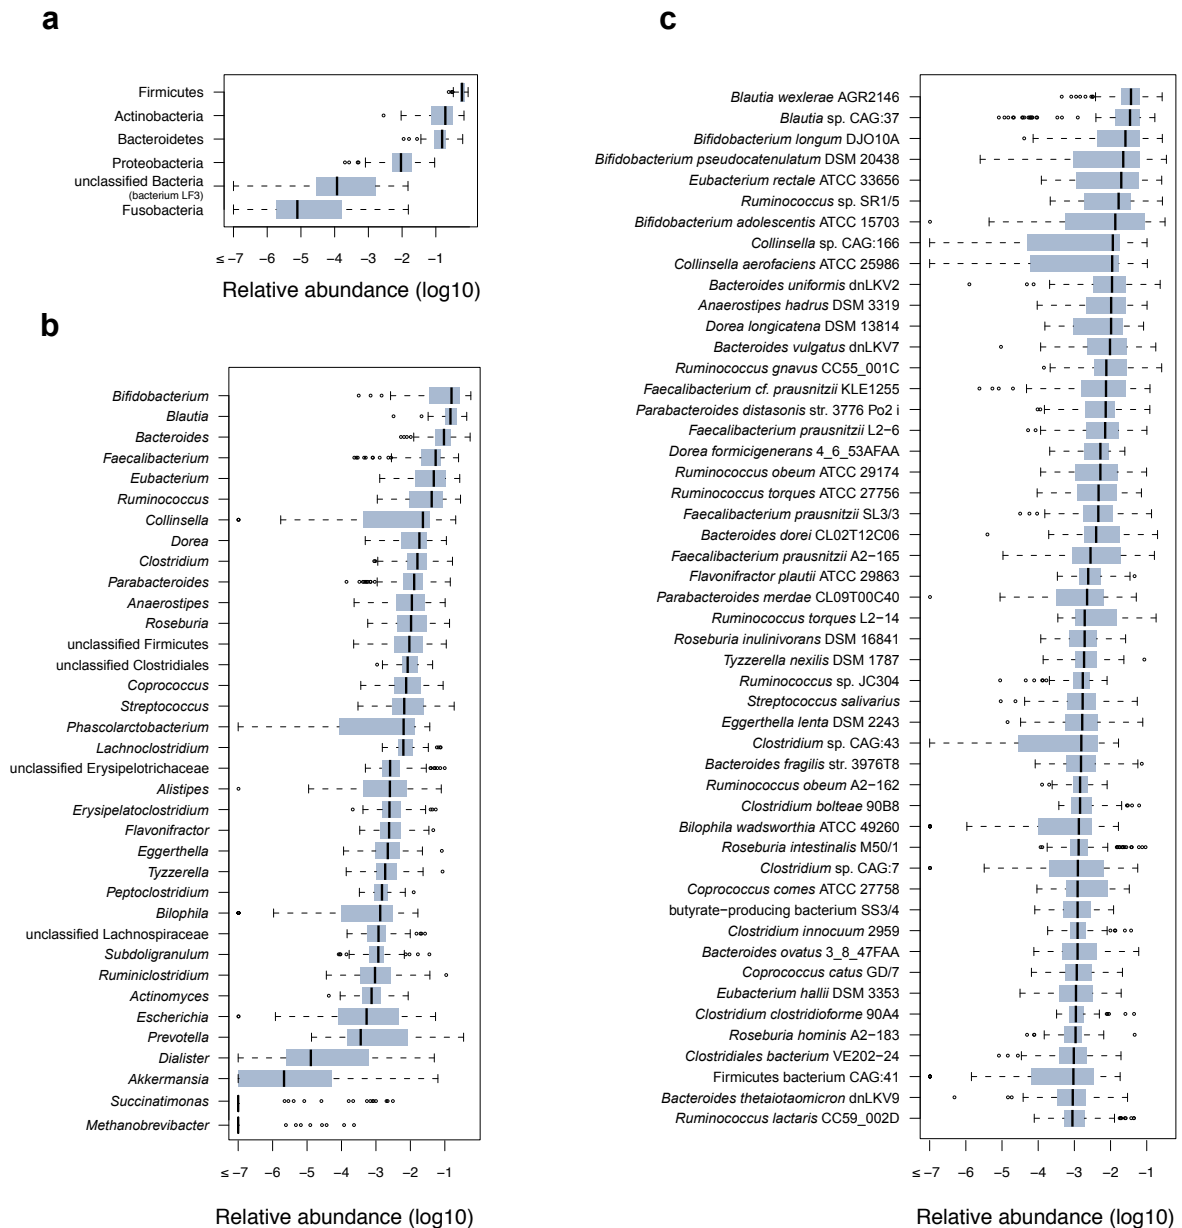 a
Firmicutes
Actinobacteria
Bacteroidetes
Proteobacteria
unclassified Bacteria
(bacterium LF3)
Fusobacteria
≤ −7 −6 −5 −4 −3 −2 −1
Relative abundance (log10)
b
Bifidobacterium
Blautia
Bacteroides
Faecalibacterium
Eubacterium
Ruminococcus
Collinsella
Dorea
Clostridium
Parabacteroides
Anaerostipes
Roseburia
unclassified Firmicutes
unclassified Clostridiales
Coprococcus
Streptococcus
Phascolarctobacterium
Lachnoclostridium
unclassified Erysipelotrichaceae
Alistipes
Erysipelatoclostridium
Flavonifractor
Eggerthella
Tyzzerella
Peptoclostridium
Bilophila
unclassified Lachnospiraceae
Subdoligranulum
Ruminiclostridium
Actinomyces
Escherichia
Prevotella
Dialister
Akkermansia
Succinatimonas
Methanobrevibacter
≤ −7 −6 −5 −4 −3 −2 −1
Relative abundance (log10)
c
Blautia wexlerae AGR2146
Blautia sp. CAG:37
Bifidobacterium longum DJO10A
Bifidobacterium pseudocatenulatum DSM 20438
Eubacterium rectale ATCC 33656
Ruminococcus sp. SR1/5
Bifidobacterium adolescentis ATCC 15703
Collinsella sp. CAG:166
Collinsella aerofaciens ATCC 25986
Bacteroides uniformis dnLKV2
Anaerostipes hadrus DSM 3319
Dorea longicatena DSM 13814
Bacteroides vulgatus dnLKV7
Ruminococcus gnavus CC55_001C
Faecalibacterium cf. prausnitzii KLE1255
Parabacteroides distasonis str. 3776 Po2 i
Faecalibacterium prausnitzii L2−6
Dorea formicigenerans 4_6_53AFAA
Ruminococcus obeum ATCC 29174
Ruminococcus torques ATCC 27756
Faecalibacterium prausnitzii SL3/3
Bacteroides dorei CL02T12C06
Faecalibacterium prausnitzii A2−165
Flavonifractor plautii ATCC 29863
Parabacteroides merdae CL09T00C40
Ruminococcus torques L2−14
Roseburia inulinivorans DSM 16841
Tyzzerella nexilis DSM 1787
Ruminococcus sp. JC304
Streptococcus salivarius
Eggerthella lenta DSM 2243
Clostridium sp. CAG:43
Bacteroides fragilis str. 3976T8
Ruminococcus obeum A2−162
Clostridium bolteae 90B8
Bilophila wadsworthia ATCC 49260
Roseburia intestinalis M50/1
Clostridium sp. CAG:7
Coprococcus comes ATCC 27758
butyrate−producing bacterium SS3/4
Clostridium innocuum 2959
Bacteroides ovatus 3_8_47FAA
Coprococcus catus GD/7
Eubacterium hallii DSM 3353
Clostridium clostridioforme 90A4
Roseburia hominis A2−183
Clostridiales bacterium VE202−24
Firmicutes bacterium CAG:41
Bacteroides thetaiotaomicron dnLKV9
Ruminococcus lactaris CC59_002D
≤ −7 −6 −5 −4 −3 −2 −1
Relative abundance (log10)